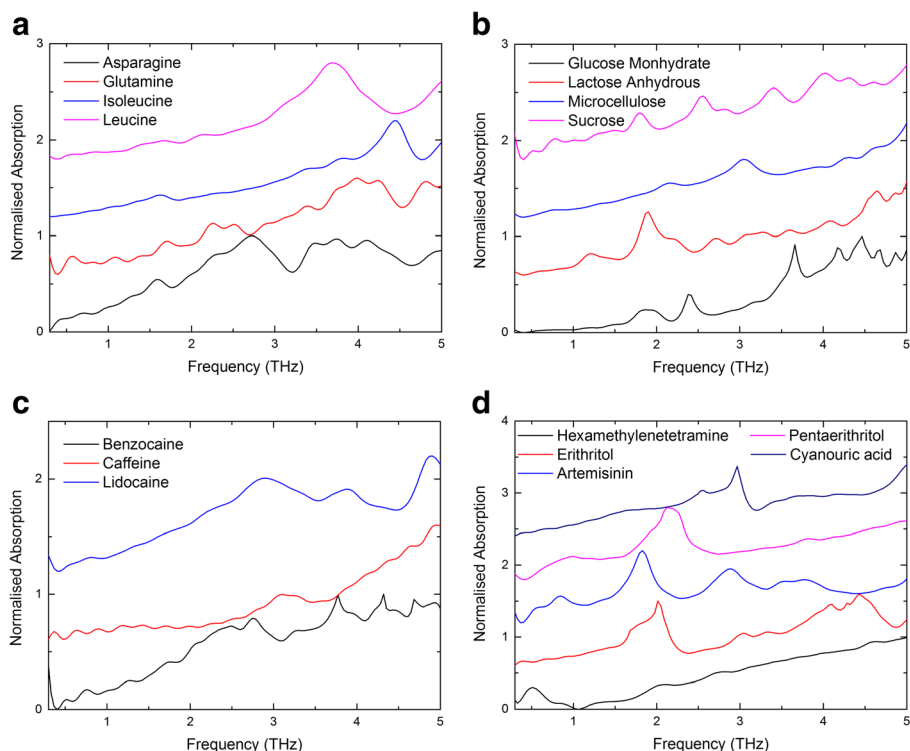 a
3
2
1
0
Normalised Absorption
Asparagine
Glutamine
Isoleucine
Leucine
1
2
3
4
5
Frequency (THz)
b
3
2
1
0
Normalised Absorption
Glucose Monhydrate
Lactose Anhydrous
Microcellulose
Sucrose
1
2
3
4
5
Frequency (THz)
c
2
1
0
Normalised Absorption
Benzocaine
Caffeine
Lidocaine
1
2
3
4
5
Frequency (THz)
d
4
3
2
1
0
Normalised Absorption
Hexamethylenetetramine
Erithritol
Artemisinin
Pentaerithritol
Cyanouric acid
1
2
3
4
5
Frequency (THz)